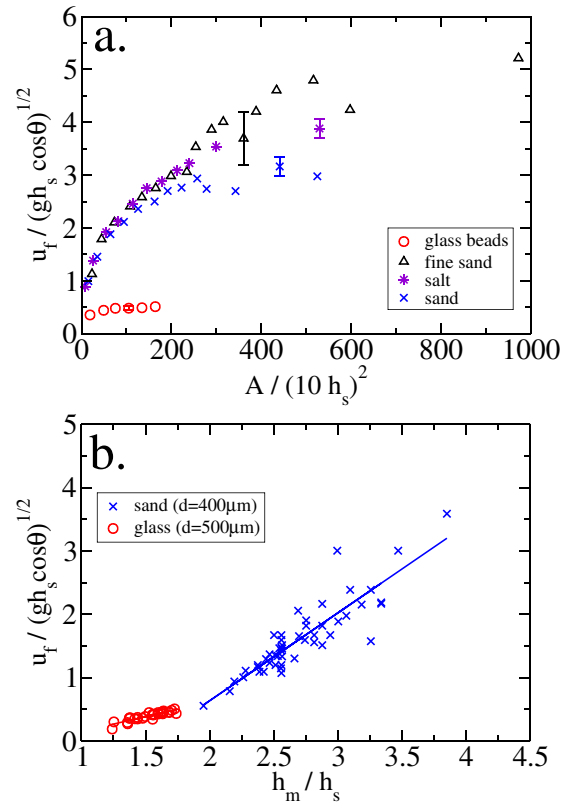 a.
6
5
4
3
2
1
0
u_f / (gh_s cosθ)^1/2
glass beads
fine sand
salt
sand
0 200 400 600 800 1000
A / (10 h_s)^2
b.
5
4
3
2
1
0
u_f / (gh_s cosθ)^1/2
sand (d=400μm)
glass (d=500μm)
1 1.5 2 2.5 3 3.5 4 4.5
h_m / h_s